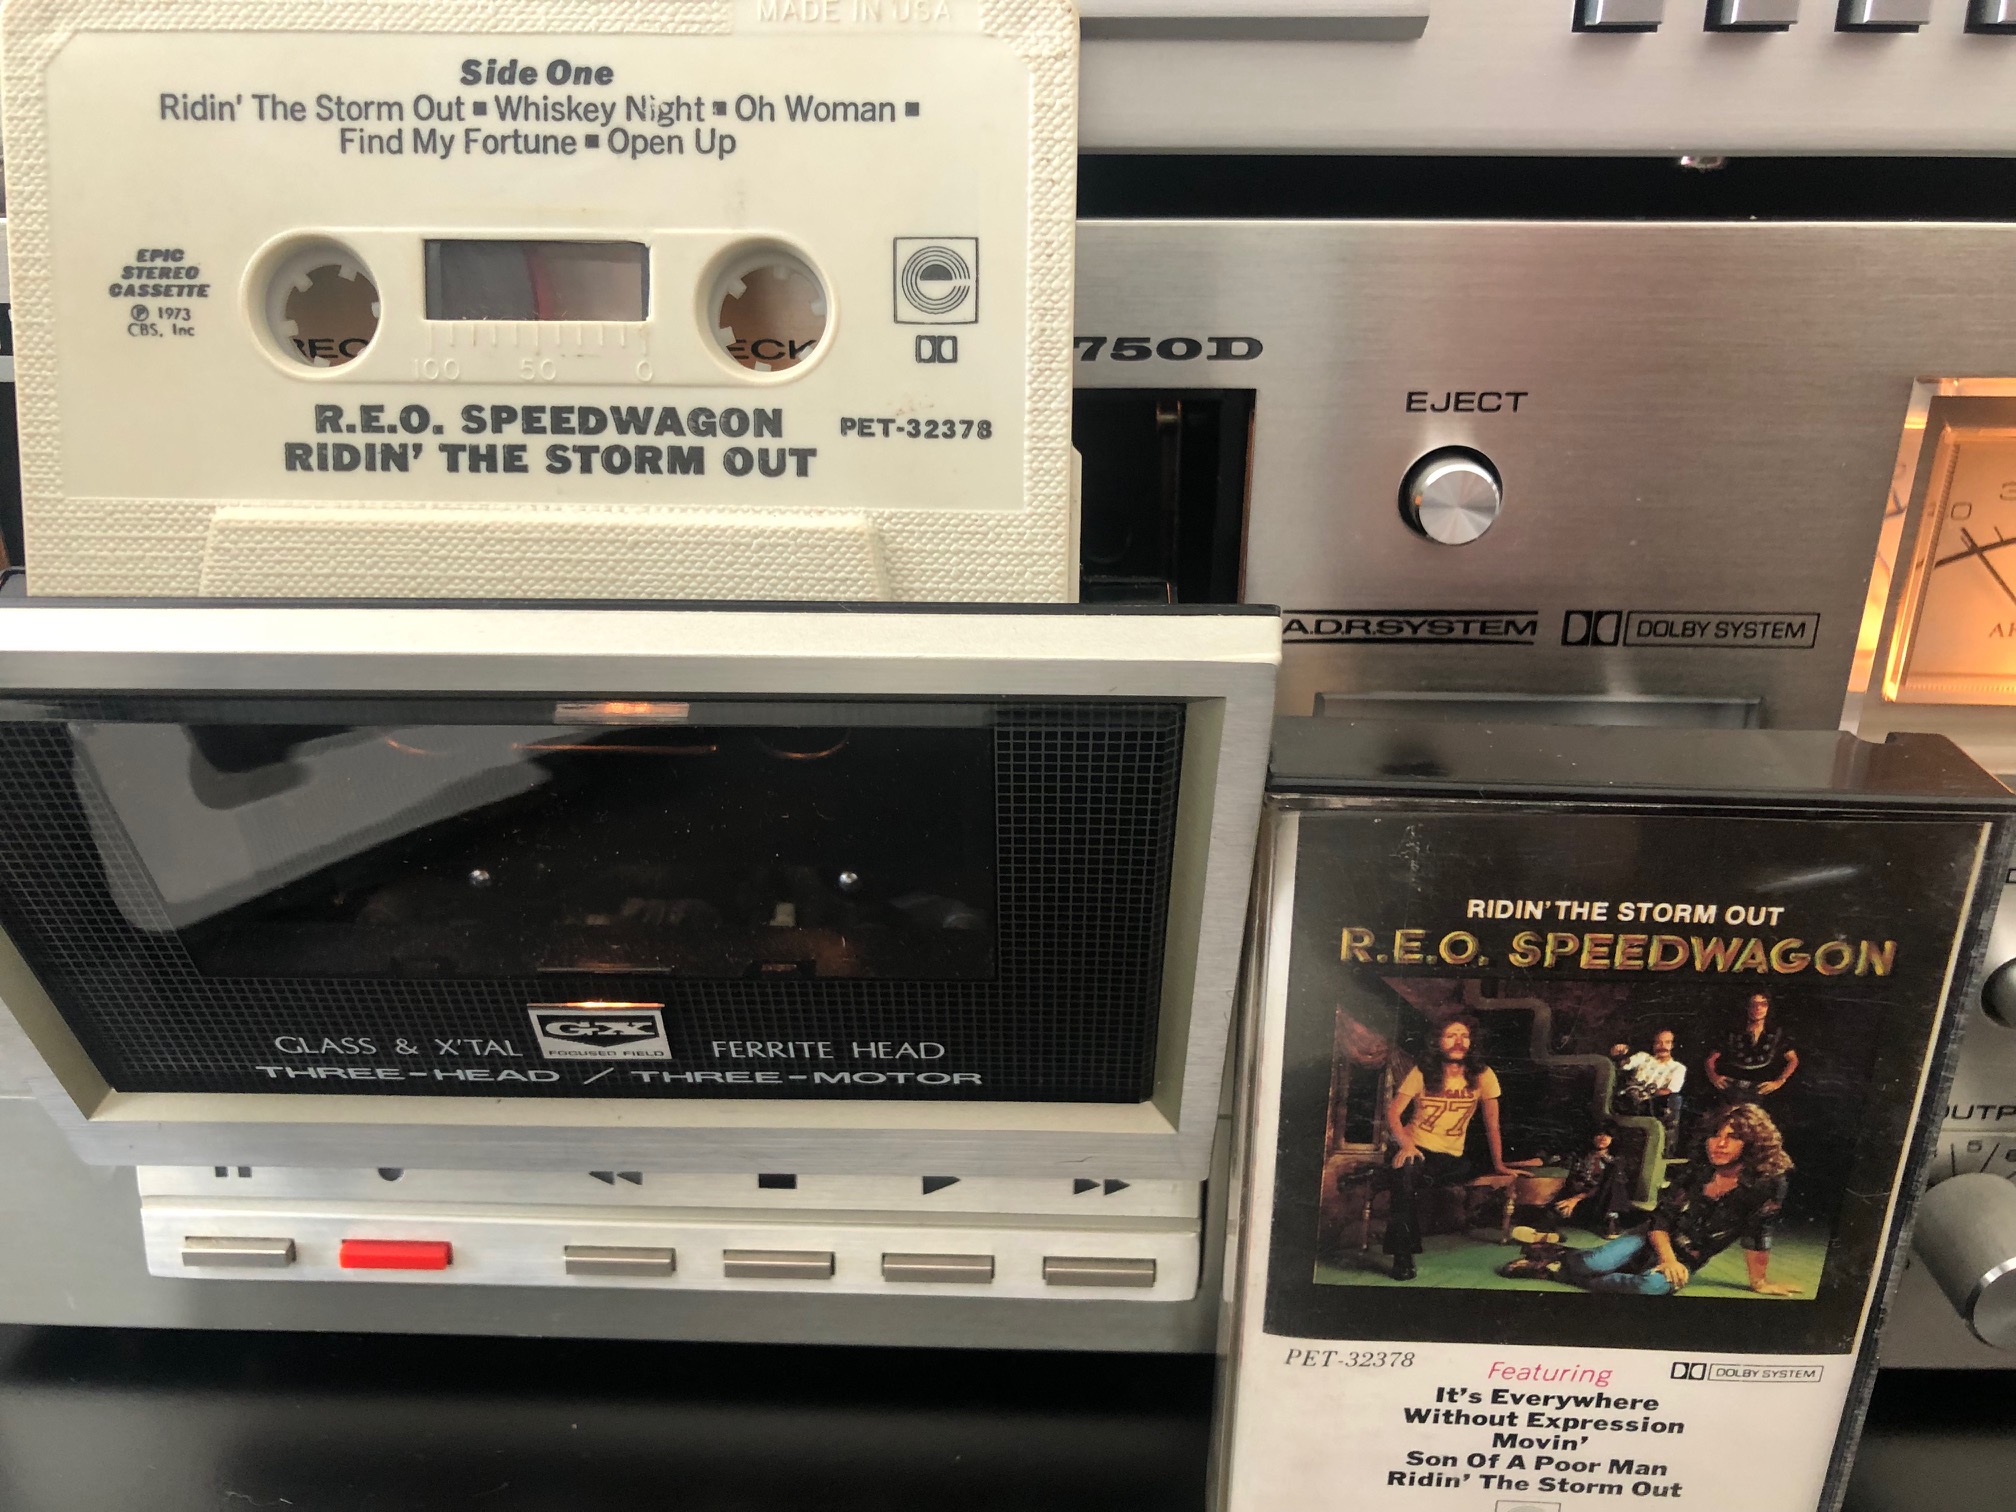 MADE IN USA
Side One
Ridin' The Storm Out ▪ Whiskey Night ▪ Oh Woman ▪
Find My Fortune ▪ Open Up
EPIC
STEREO
CASSETTE
℗ 1973
CBS, Inc
100 50 0
R.E.O. SPEEDWAGON
RIDIN' THE STORM OUT
PET-32378
750D
EJECT
A.D.R.SYSTEM
DOLBY SYSTEM
GLASS & X'TAL
GX
FOCUSED FIELD
FERRITE HEAD
THREE-HEAD / THREE-MOTOR
RIDIN' THE STORM OUT
R.E.O. SPEEDWAGON
77
PET-32378
Featuring
DOLBY SYSTEM
It's Everywhere
Without Expression
Movin'
Son Of A Poor Man
Ridin' The Storm Out